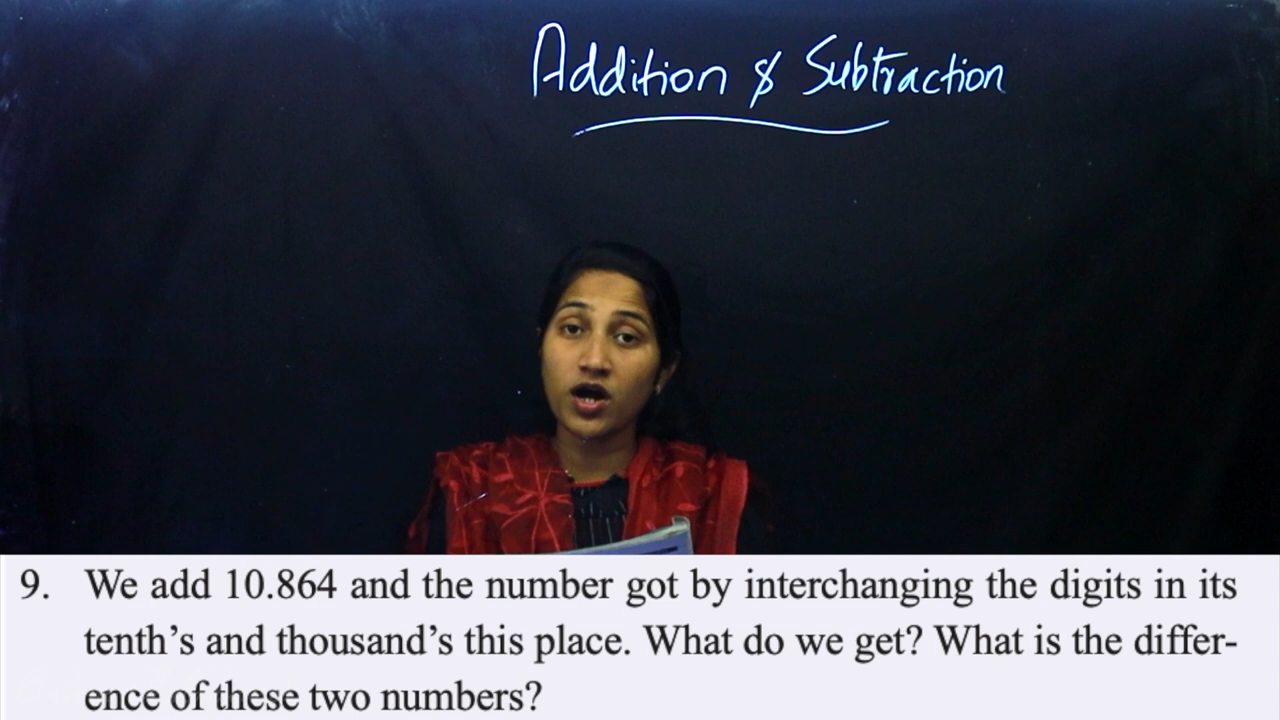 Addition & Subtraction
9. We add 10.864 and the number got by interchanging the digits in its
tenth’s and thousand’s this place. What do we get? What is the differ-
ence of these two numbers?